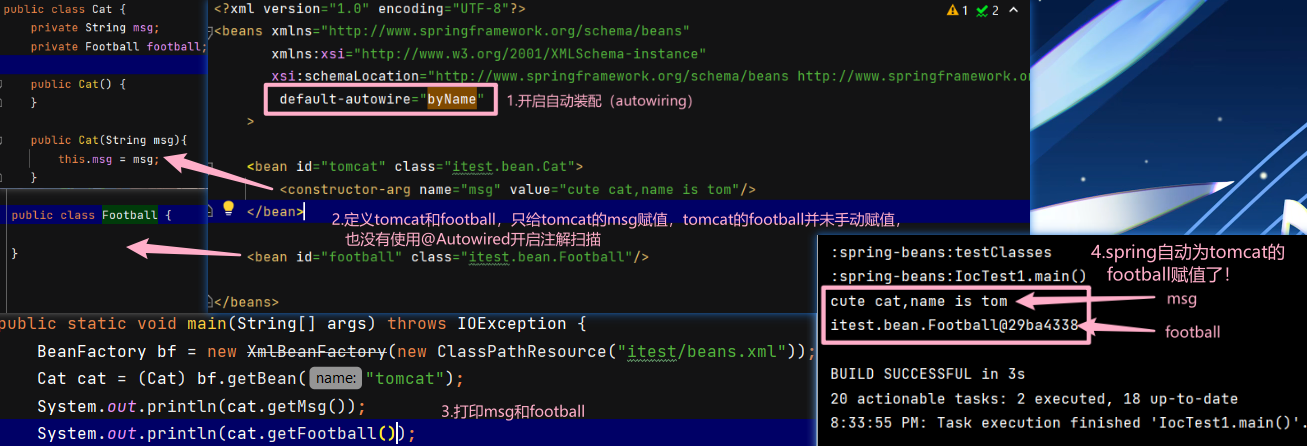 public class Cat {
private String msg;
private Football football;
public Cat() {
}
public Cat(String msg){
this.msg = msg;
}
public class Football {
}
<?xml version="1.0" encoding="UTF-8"?>
<beans xmlns="http://www.springframework.org/schema/beans"
xmlns:xsi="http://www.w3.org/2001/XMLSchema-instance"
xsi:schemaLocation="http://www.springframework.org/schema/beans http://www.springframework.or
default-autowire="byName"
1.开启自动装配（autowiring）
>
<bean id="tomcat" class="itest.bean.Cat">
<constructor-arg name="msg" value="cute cat,name is tom"/>
</bean>
2.定义tomcat和football，只给tomcat的msg赋值，tomcat的football并未手动赋值，
也没有使用@Autowired开启注解扫描
<bean id="football" class="itest.bean.Football"/>
</beans>
1 2
public static void main(String[] args) throws IOException {
BeanFactory bf = new XmlBeanFactory(new ClassPathResource("itest/beans.xml"));
Cat cat = (Cat) bf.getBean( name: "tomcat");
System.out.println(cat.getMsg());
3.打印msg和football
System.out.println(cat.getFootball());
:spring-beans:testClasses
:spring-beans:IocTest1.main()
cute cat,name is tom
itest.bean.Football@29ba4338
4.spring自动为tomcat的
football赋值了！
msg
football
BUILD SUCCESSFUL in 3s
20 actionable tasks: 2 executed, 18 up-to-date
8:33:55 PM: Task execution finished 'IocTest1.main()'.